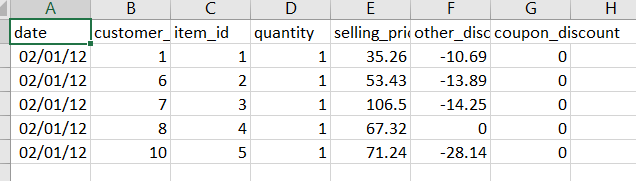 A B C D E F G H
date customer_ item_id quantity selling_pri other_disc coupon_discount
02/01/12 1 1 1 35.26 -10.69 0
02/01/12 6 2 1 53.43 -13.89 0
02/01/12 7 3 1 106.5 -14.25 0
02/01/12 8 4 1 67.32 0 0
02/01/12 10 5 1 71.24 -28.14 0